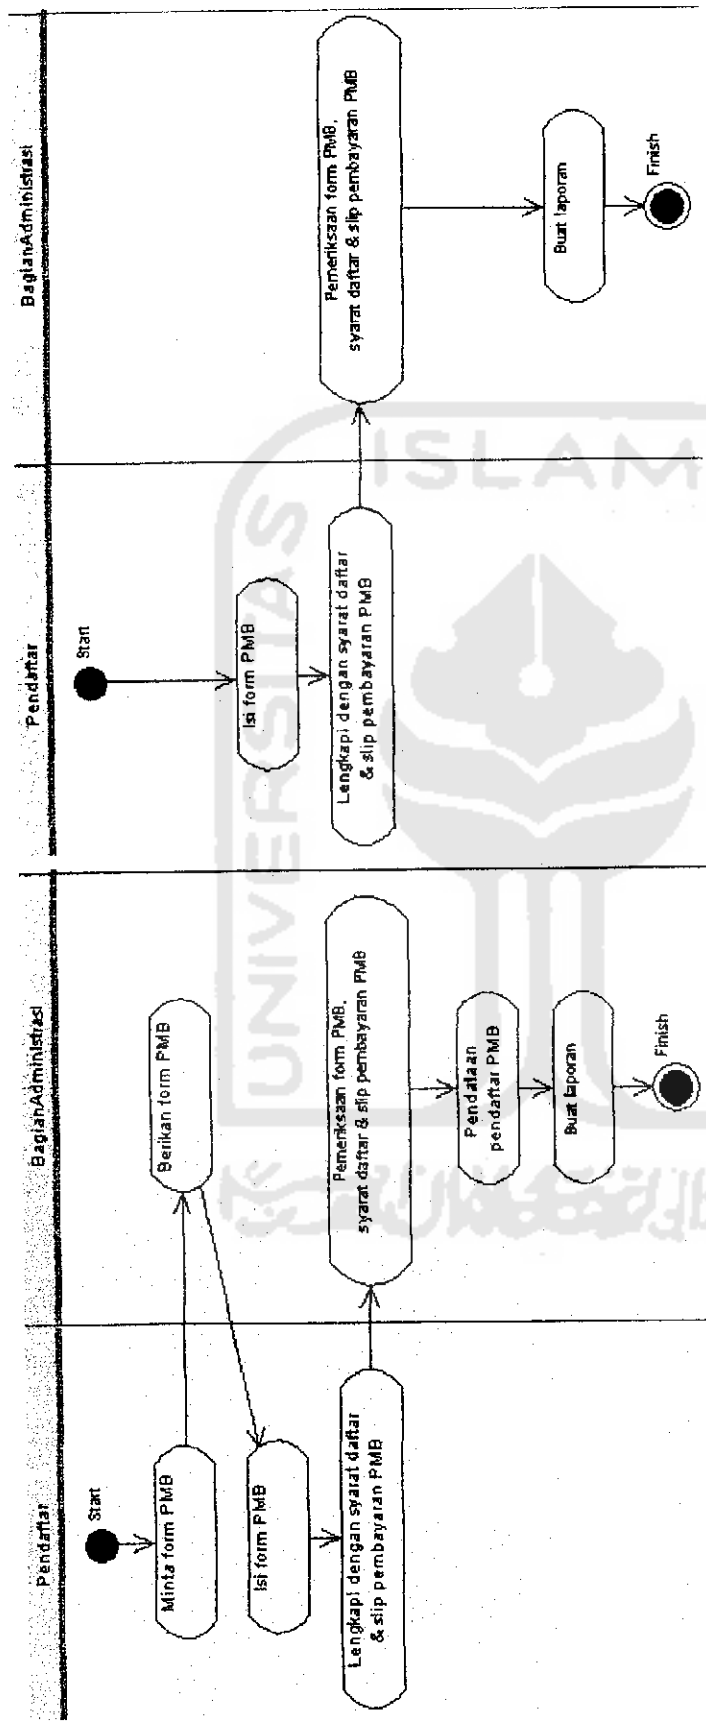 Pendaftar
BagianAdministrasi
Start
Minta form PMB
Berikan form PMB
Isi form PMB
Lengkapi dengan syarat daftar
& slip pembayaran PMB
Pemeriksaan form PMB,
syarat daftar & slip pembayaran PMB
Pendataan
pendaftar PMB
Buat laporan
Finish
Pendaftar
BagianAdministrasi
Start
Isi form PMB
Lengkapi dengan syarat daftar
& slip pembayaran PMB
Pemeriksaan form PMB,
syarat daftar & slip pembayaran PMB
Buat laporan
Finish
UNIVERSITAS
ISLAM